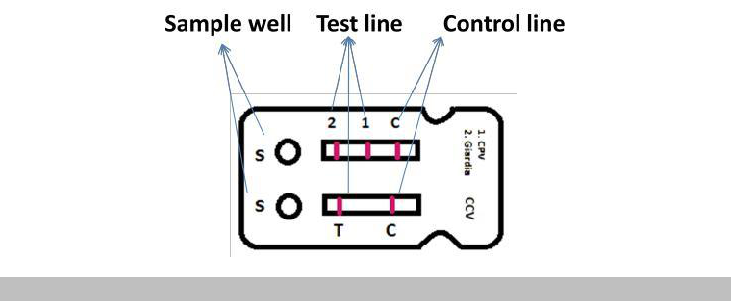 Sample well Test line Control line
2 1 C
S
1. CPV
2. Giardia
S
CCV
T C